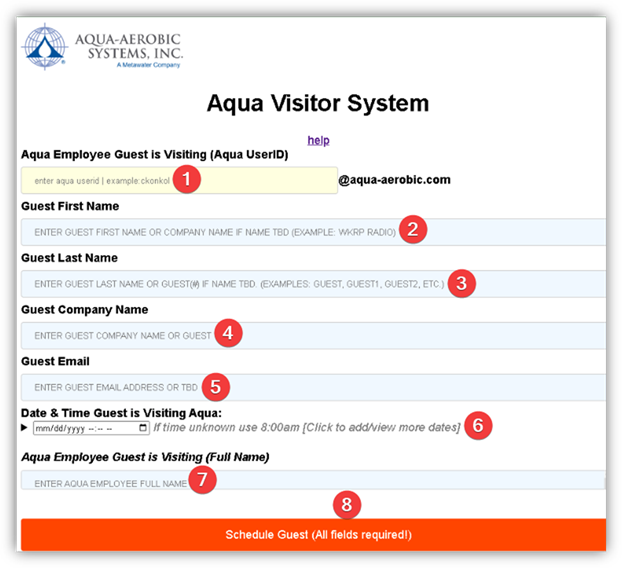 AQUA-AEROBIC
SYSTEMS, INC.
A Metawater Company
Aqua Visitor System
help
Aqua Employee Guest is Visiting (Aqua UserID)
enter aqua userid | example:ckonkol 1 @aqua-aerobic.com
Guest First Name
ENTER GUEST FIRST NAME OR COMPANY NAME IF NAME TBD (EXAMPLE: WKRP RADIO) 2
Guest Last Name
ENTER GUEST LAST NAME OR GUEST(#) IF NAME TBD. (EXAMPLES: GUEST, GUEST1, GUEST2, ETC.) 3
Guest Company Name
ENTER GUEST COMPANY NAME OR GUEST 4
Guest Email
ENTER GUEST EMAIL ADDRESS OR TBD 5
Date & Time Guest is Visiting Aqua:
mm/dd/yyyy --:-- -- If time unknown use 8:00am [Click to add/view more dates] 6
Aqua Employee Guest is Visiting (Full Name)
ENTER AQUA EMPLOYEE FULL NAME 7
8
Schedule Guest (All fields required!)